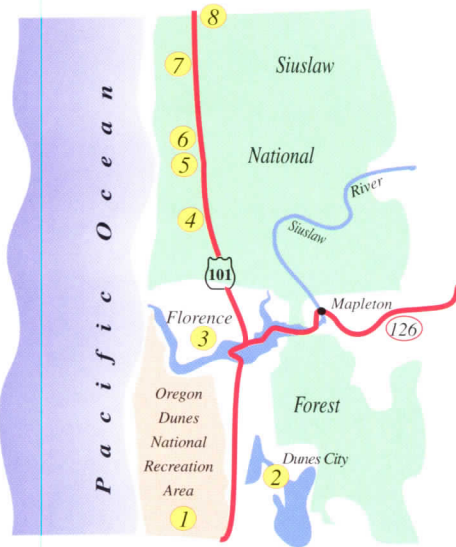 8
7
Siuslaw
Pacific Ocean
6
5
National
River
4
Siuslaw
101
Mapleton
Florence
126
3
Oregon
Dunes
National
Recreation
Area
Forest
Dunes City
2
1